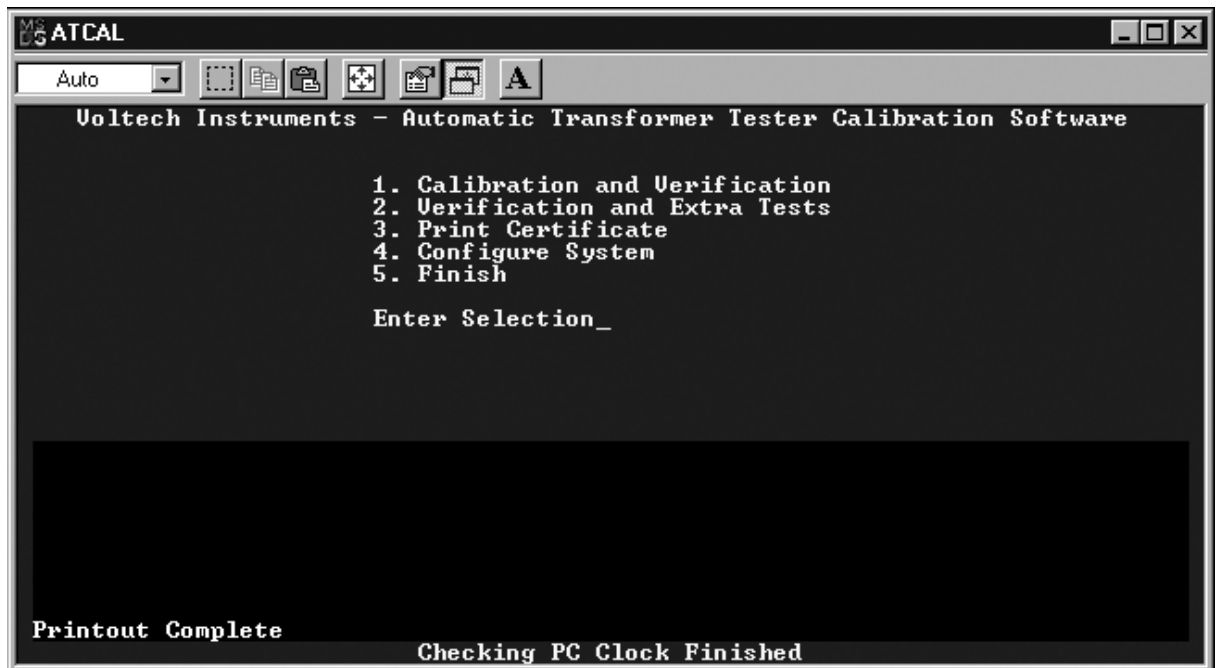 ATCAL
Auto
A
Voltech Instruments - Automatic Transformer Tester Calibration Software
1. Calibration and Verification
2. Verification and Extra Tests
3. Print Certificate
4. Configure System
5. Finish
Enter Selection_
Printout Complete
Checking PC Clock Finished